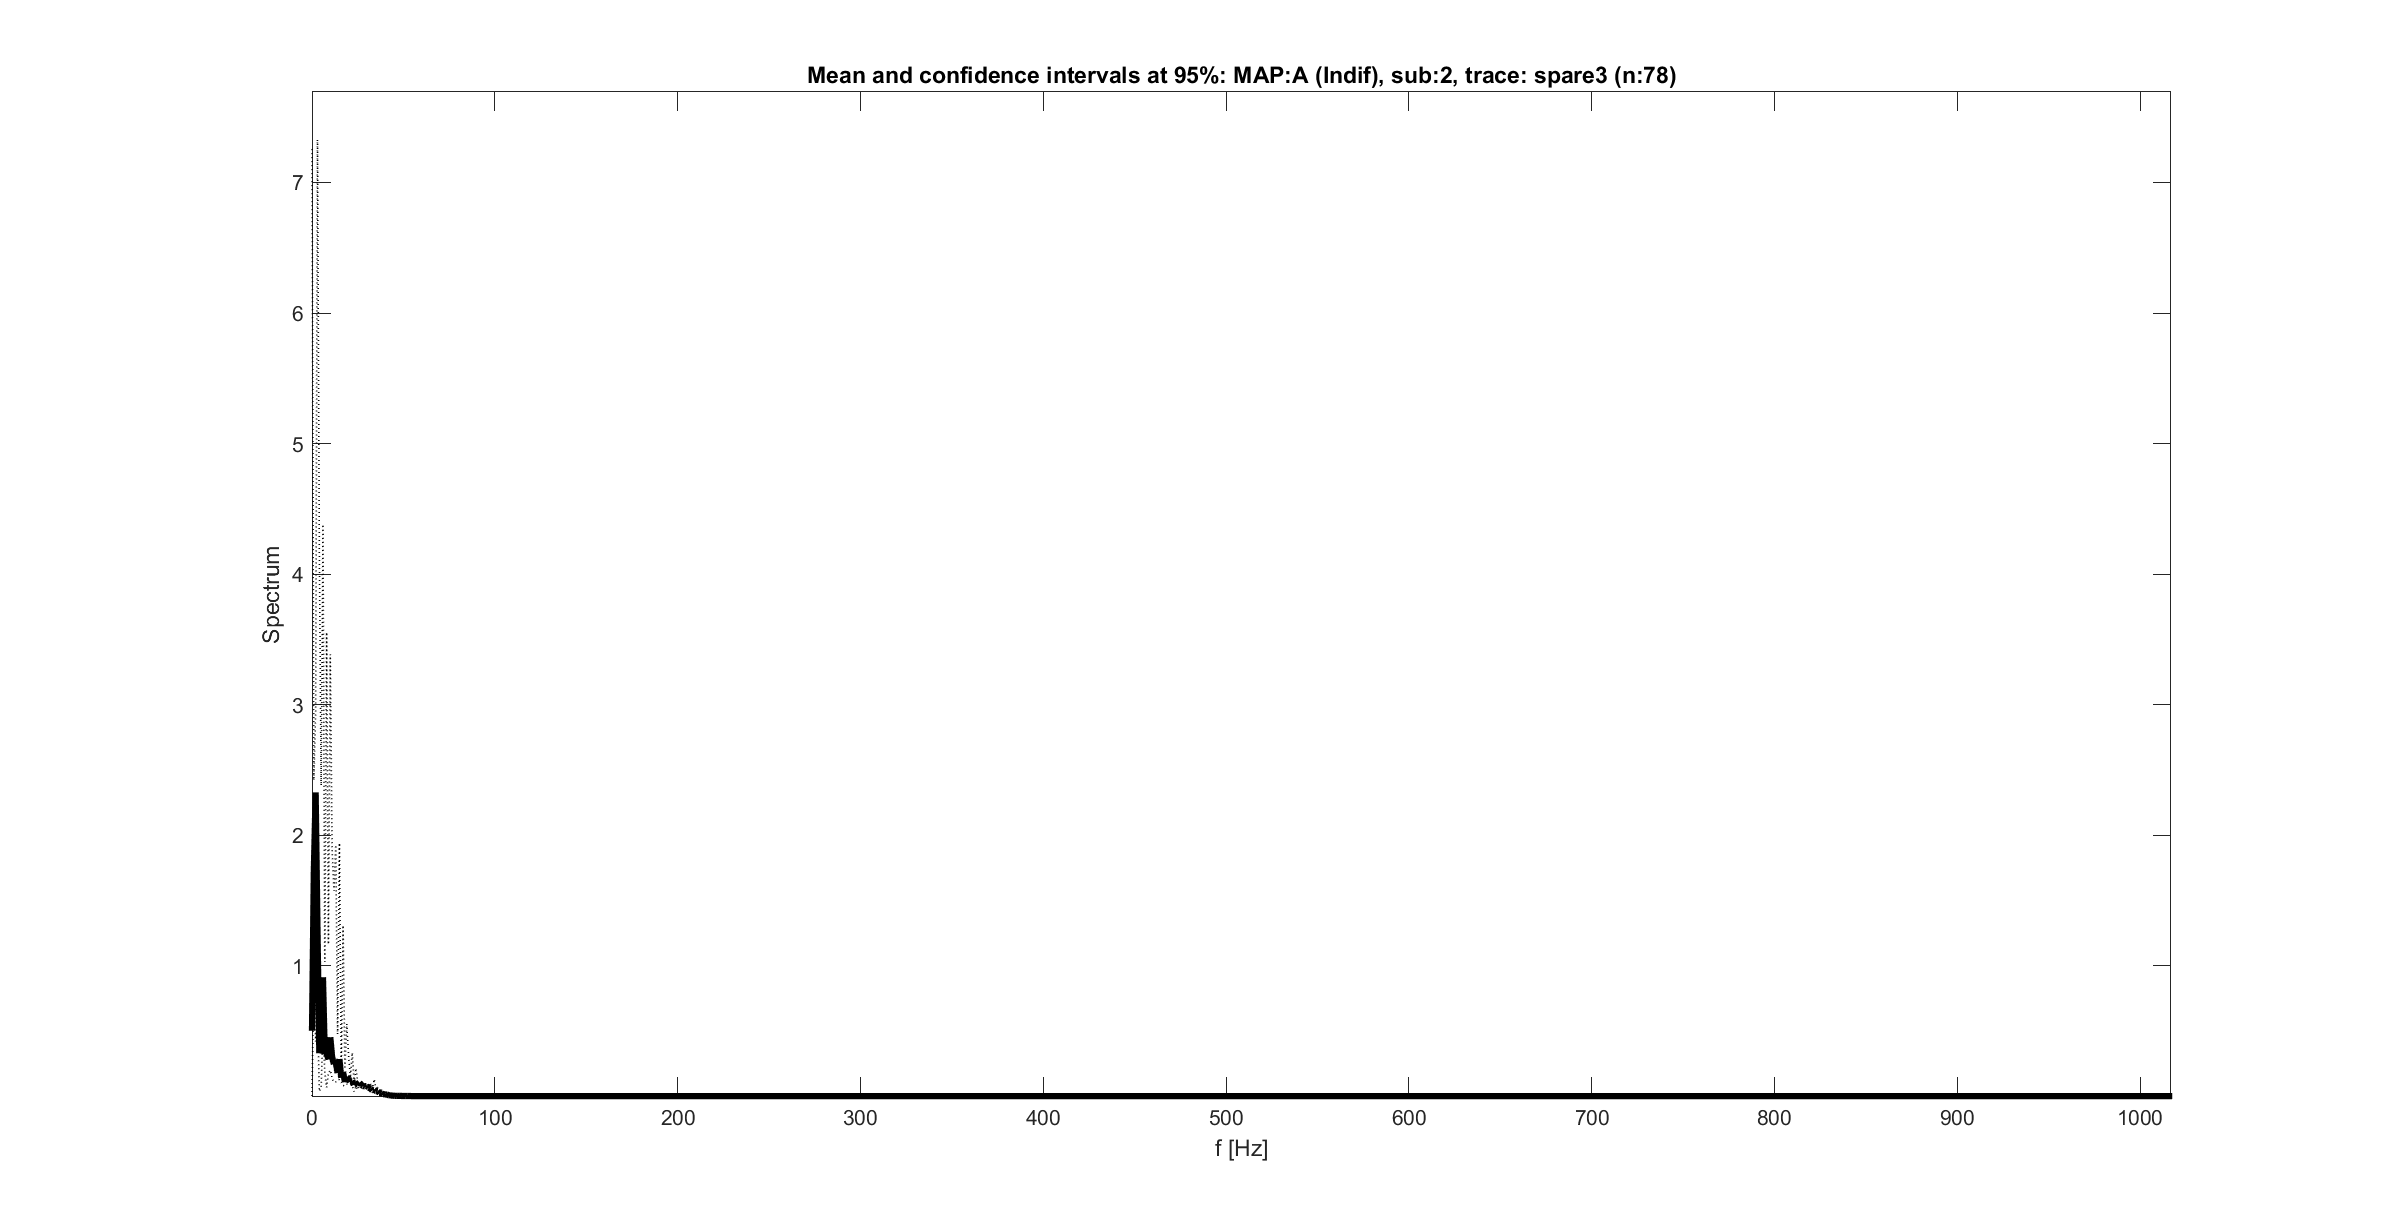 Mean and confidence intervals at 95%: MAP:A (Indif), sub:2, trace: spare3 (n:78)
7
6
5
4
3
2
1
Spectrum
0 100 200 300 400 500 600 700 800 900 1000
f [Hz]